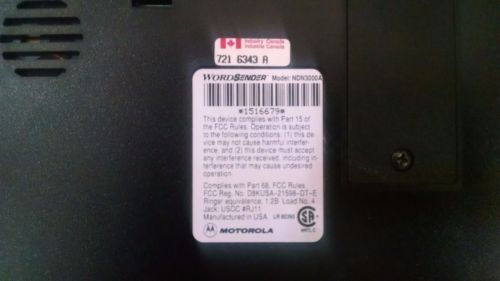 Industry Canada
Industrie Canada
721 6343 A
WORDSENDER Model: NDN3000A
*1516679*
This device complies with Part 15 of
the FCC Rules. Operation is subject
to the following conditions: (1) this de
vice may not cause harmful interfer-
ence, and (2) this device must accept
any interference received, including in-
terference that may cause undesired
operation.
Complies with Part 68, FCC Rules
FCC Reg. No. D8KUSA-21598-DT-E
Ringer equivalence: 1.2B Load No. 4
Jack: USOC #RJ11
Manufactured in USA LR
MOTOROLA